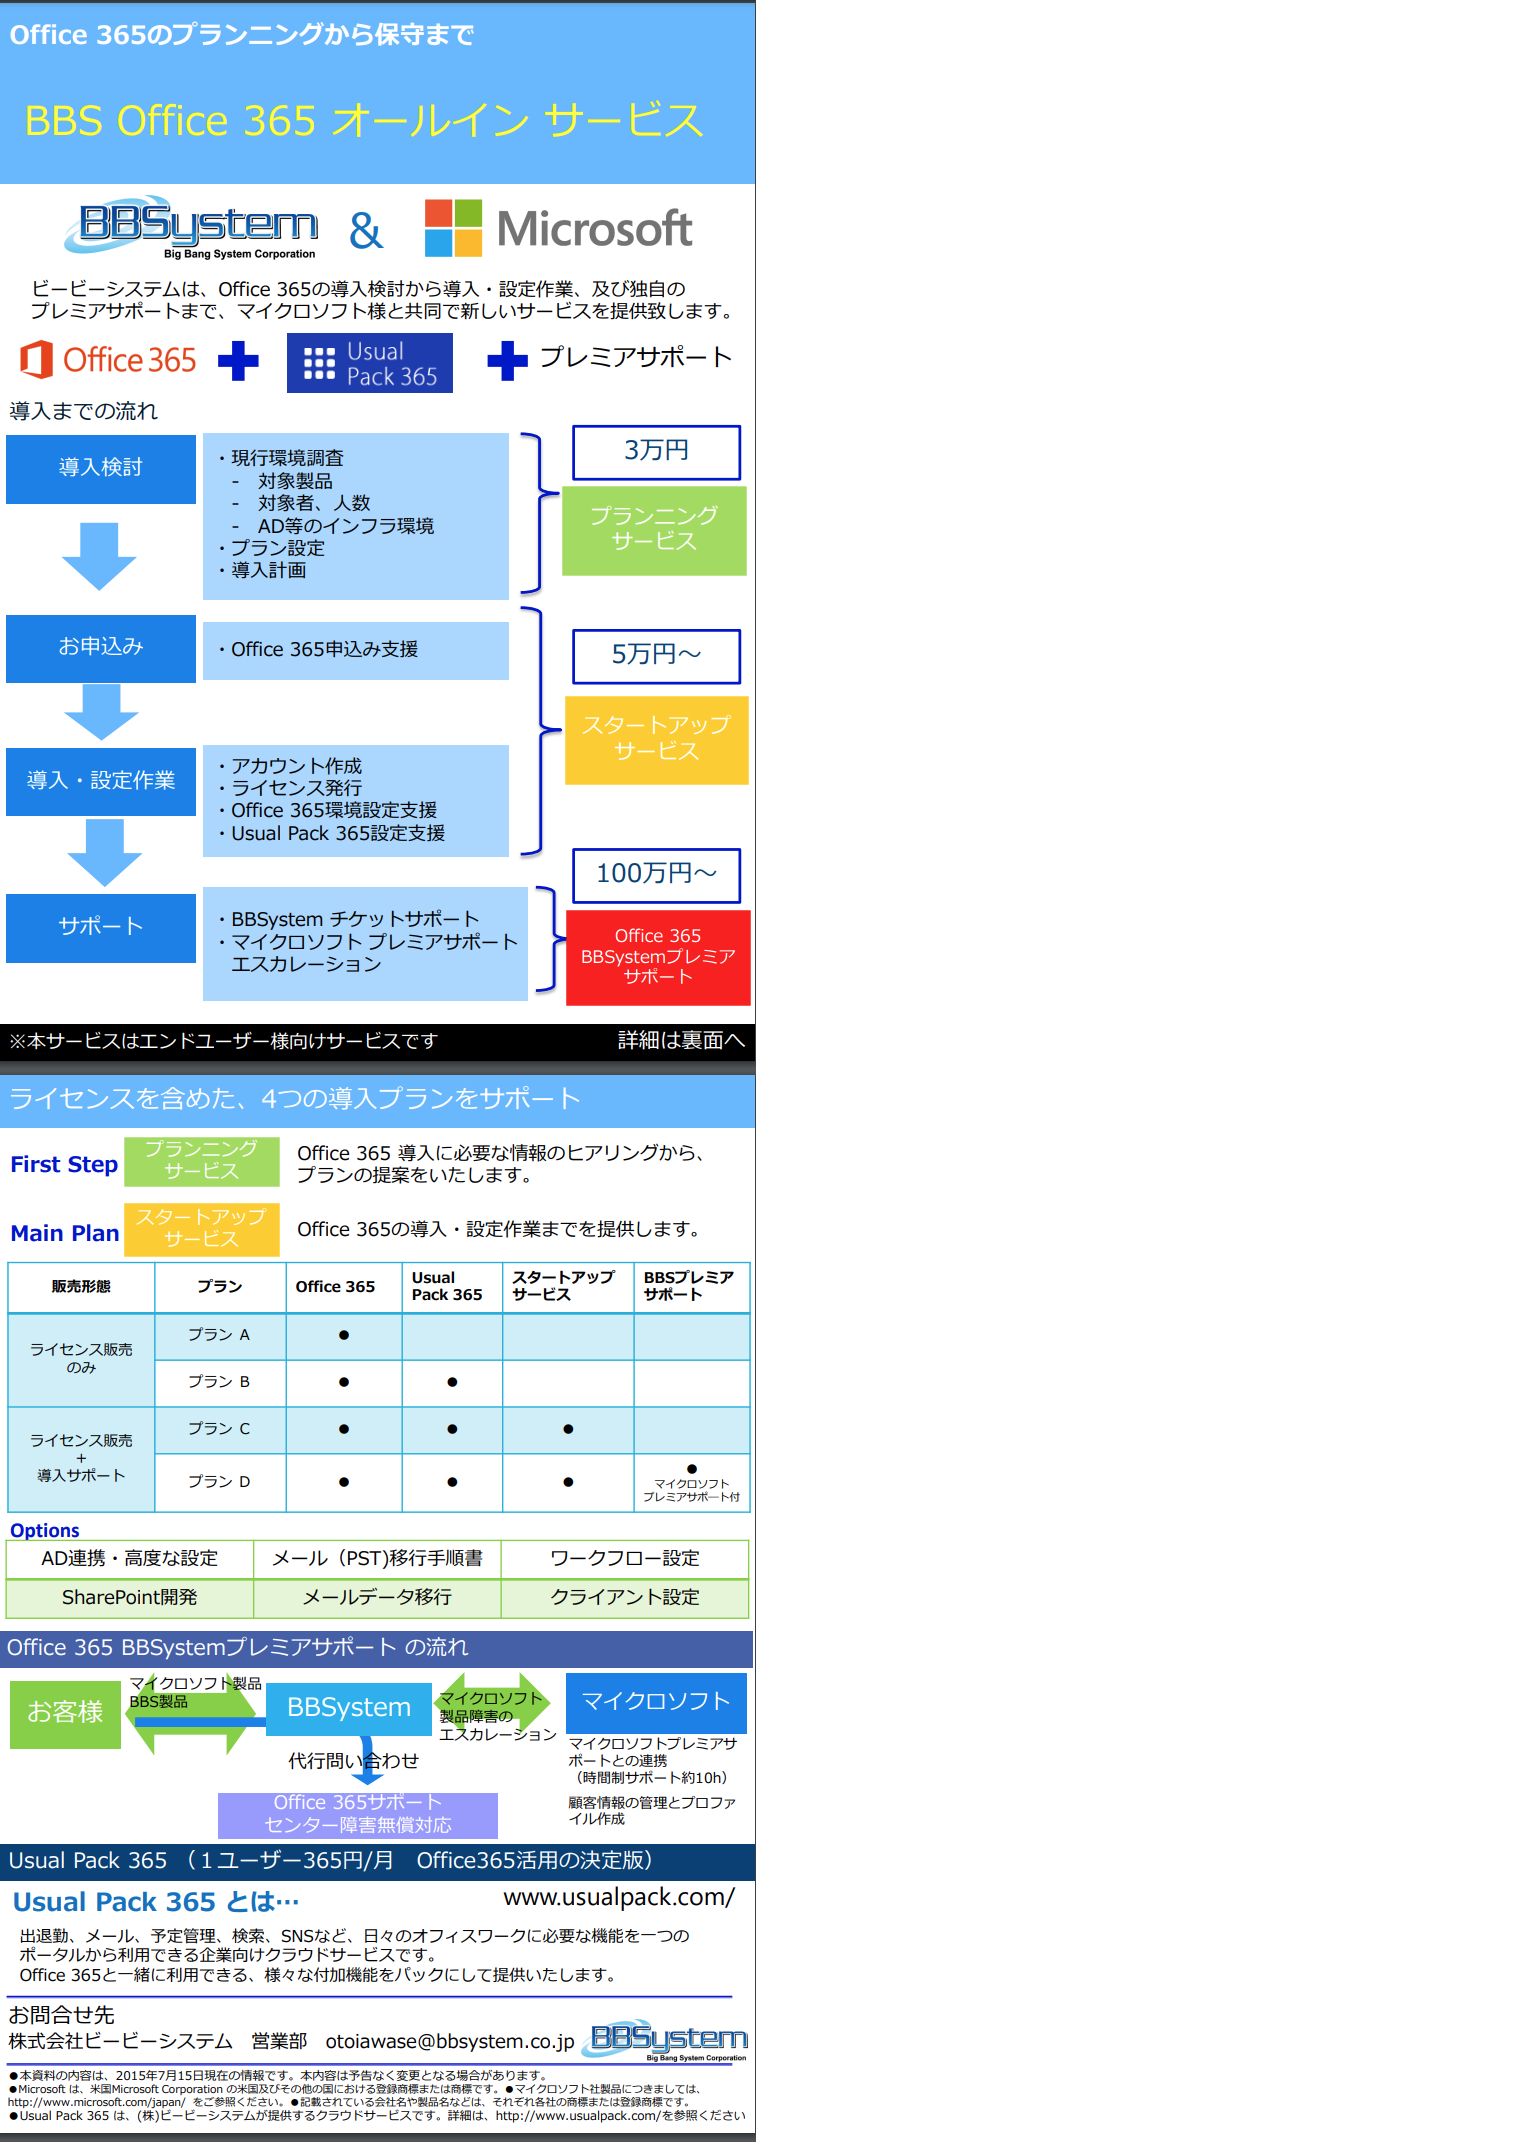 Office 365のプランニングから保守まで
BBS Office 365 オールイン サービス
BBSystem
Big Bang System Corporation
&
Microsoft
ビービーシステムは、Office 365の導入検討から導入・設定作業、及び独自の
プレミアサポートまで、マイクロソフト様と共同で新しいサービスを提供致します。
Office 365
Usual
Pack 365
プレミアサポート
導入までの流れ
導入検討
・現行環境調査
- 対象製品
- 対象者、人数
- AD等のインフラ環境
・プラン設定
・導入計画
3万円
プランニング
サービス
お申込み
・Office 365申込み支援
5万円～
スタートアップ
サービス
導入・設定作業
・アカウント作成
・ライセンス発行
・Office 365環境設定支援
・Usual Pack 365設定支援
100万円～
サポート
・BBSystem チケットサポート
・マイクロソフト プレミアサポート
エスカレーション
Office 365
BBSystemプレミア
サポート
※本サービスはエンドユーザー様向けサービスです
詳細は裏面へ
ライセンスを含めた、4つの導入プランをサポート
First Step
プランニング
サービス
Office 365 導入に必要な情報のヒアリングから、
プランの提案をいたします。
Main Plan
スタートアップ
サービス
Office 365の導入・設定作業までを提供します。
販売形態 プラン Office 365 Usual Pack 365 スタートアップサービス BBSプレミアサポート
ライセンス販売
のみ
プラン A ●
プラン B ● ●
ライセンス販売
+
導入サポート
プラン C ● ● ●
プラン D ● ● ● ●
マイクロソフト
プレミアサポート付
Options
AD連携・高度な設定 メール（PST)移行手順書 ワークフロー設定
SharePoint開発 メールデータ移行 クライアント設定
Office 365 BBSystemプレミアサポート の流れ
お客様
マイクロソフト製品
BBS製品
BBSystem
マイクロソフト
製品障害の
エスカレーション
マイクロソフト
代行問い合わせ
マイクロソフトプレミアサ
ポートとの連携
（時間制サポート約10h）
顧客情報の管理とプロファ
イル作成
Office 365サポート
センター障害無償対応
Usual Pack 365 （１ユーザー365円/月　Office365活用の決定版）
Usual Pack 365 とは…
www.usualpack.com/
出退勤、メール、予定管理、検索、SNSなど、日々のオフィスワークに必要な機能を一つの
ポータルから利用できる企業向けクラウドサービスです。
Office 365と一緒に利用できる、様々な付加機能をパックにして提供いたします。
お問合せ先
株式会社ビービーシステム　営業部　otoiawase@bbsystem.co.jp
BBSystem
Big Bang System Corporation
●本資料の内容は、2015年7月15日現在の情報です。本内容は予告なく変更となる場合があります。
●Microsoft は、米国Microsoft Corporation の米国及びその他の国における登録商標または商標です。●マイクロソフト社製品につきましては、
http://www.microsoft.com/japan/ をご参照ください。●記載されている会社名や製品名などは、それぞれ各社の商標または登録商標です。
●Usual Pack 365 は、(株)ビービーシステムが提供するクラウドサービスです。詳細は、http://www.usualpack.com/を参照ください